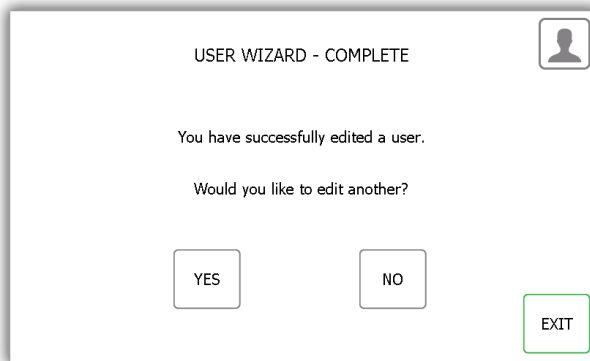 USER WIZARD - COMPLETE
You have successfully edited a user.
Would you like to edit another?
YES
NO
EXIT